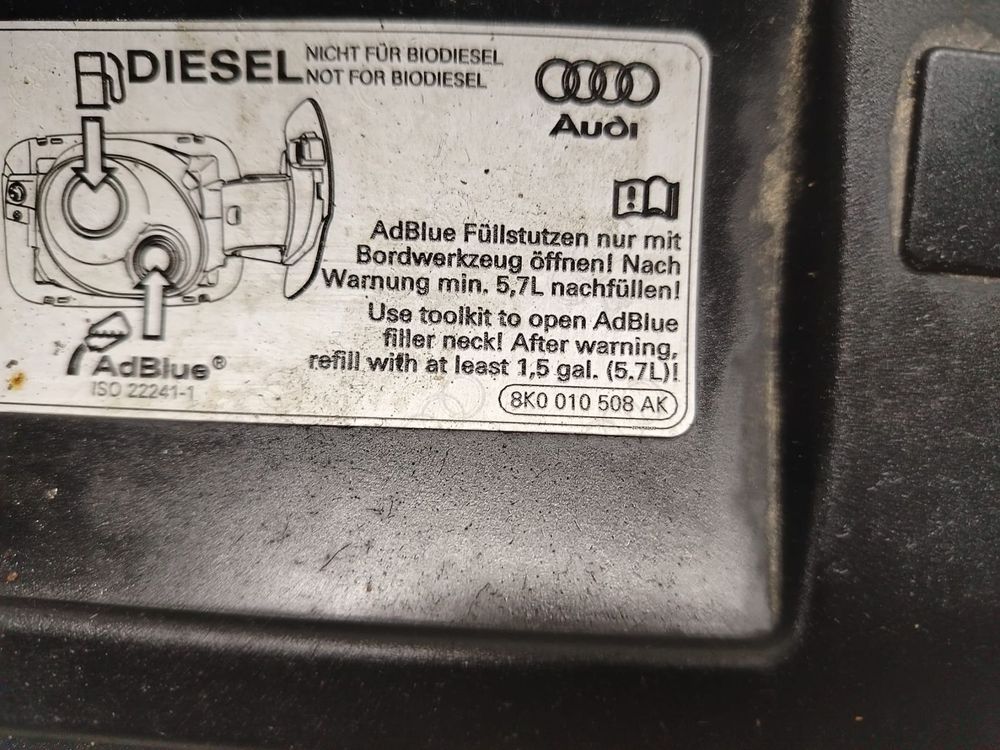 DIESEL NICHT FÜR BIODIESEL
NOT FOR BIODIESEL
Audi
AdBlue Füllstutzen nur mit
Bordwerkzeug öffnen! Nach
Warnung min. 5,7L nachfüllen!
Use toolkit to open AdBlue
filler neck! After warning,
refill with at least 1,5 gal. (5.7L)!
AdBlue®
ISO 22241-1
8K0 010 508 AK